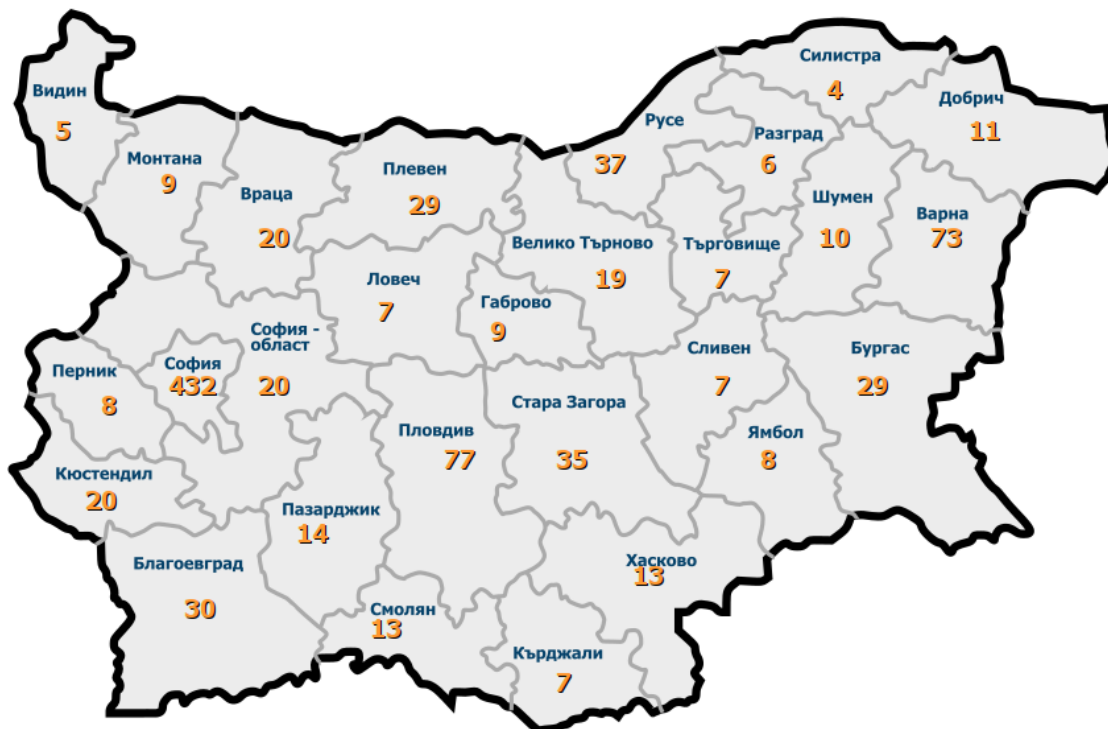 Силистра
4
Видин
5
Добрич
11
Русе
37
Разград
6
Монтана
9
Плевен
29
Враца
20
Шумен
10
Варна
73
Велико Търново
19
Търговище
7
Ловеч
7
Габрово
9
София -
област
20
София
432
Перник
8
Сливен
7
Бургас
29
Стара Загора
35
Пловдив
77
Ямбол
8
Кюстендил
20
Пазарджик
14
Благоевград
30
Хасково
13
Смолян
13
Кърджали
7